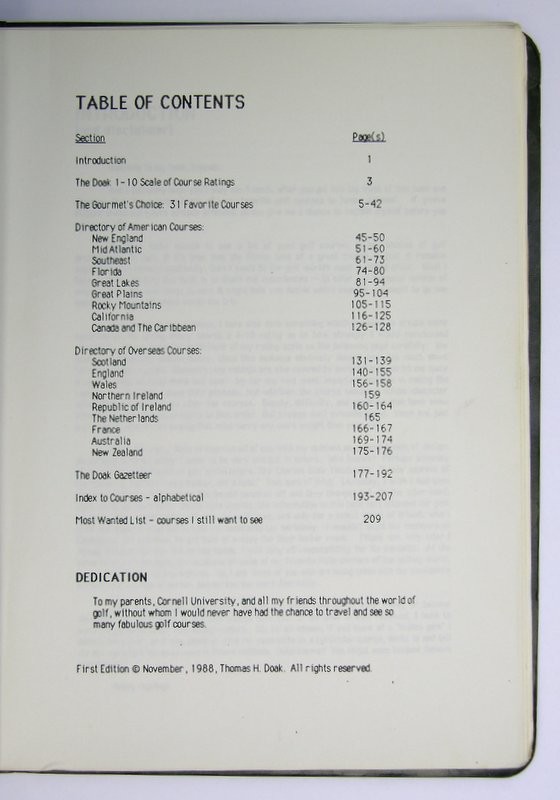 TABLE OF CONTENTS
Section Page(s)
Introduction 1
The Doak 1-10 Scale of Course Ratings 3
The Gourmet's Choice: 31 Favorite Courses 5-42
Directory of American Courses:
New England 45-50
Mid Atlantic 51-60
Southeast 61-73
Florida 74-80
Great Lakes 81-94
Great Plains 95-104
Rocky Mountains 105-115
California 116-125
Canada and The Caribbean 126-128
Directory of Overseas Courses:
Scotland 131-139
England 140-155
Wales 156-158
Northern Ireland 159
Republic of Ireland 160-164
The Netherlands 165
France 166-167
Australia 169-174
New Zealand 175-176
The Doak Gazetteer 177-192
Index to Courses - alphabetical 193-207
Most Wanted List - courses I still want to see 209
DEDICATION
To my parents, Cornell University, and all my friends throughout the world of
golf, without whom I would never have had the chance to travel and see so
many fabulous golf courses.
First Edition © November, 1988, Thomas H. Doak. All rights reserved.